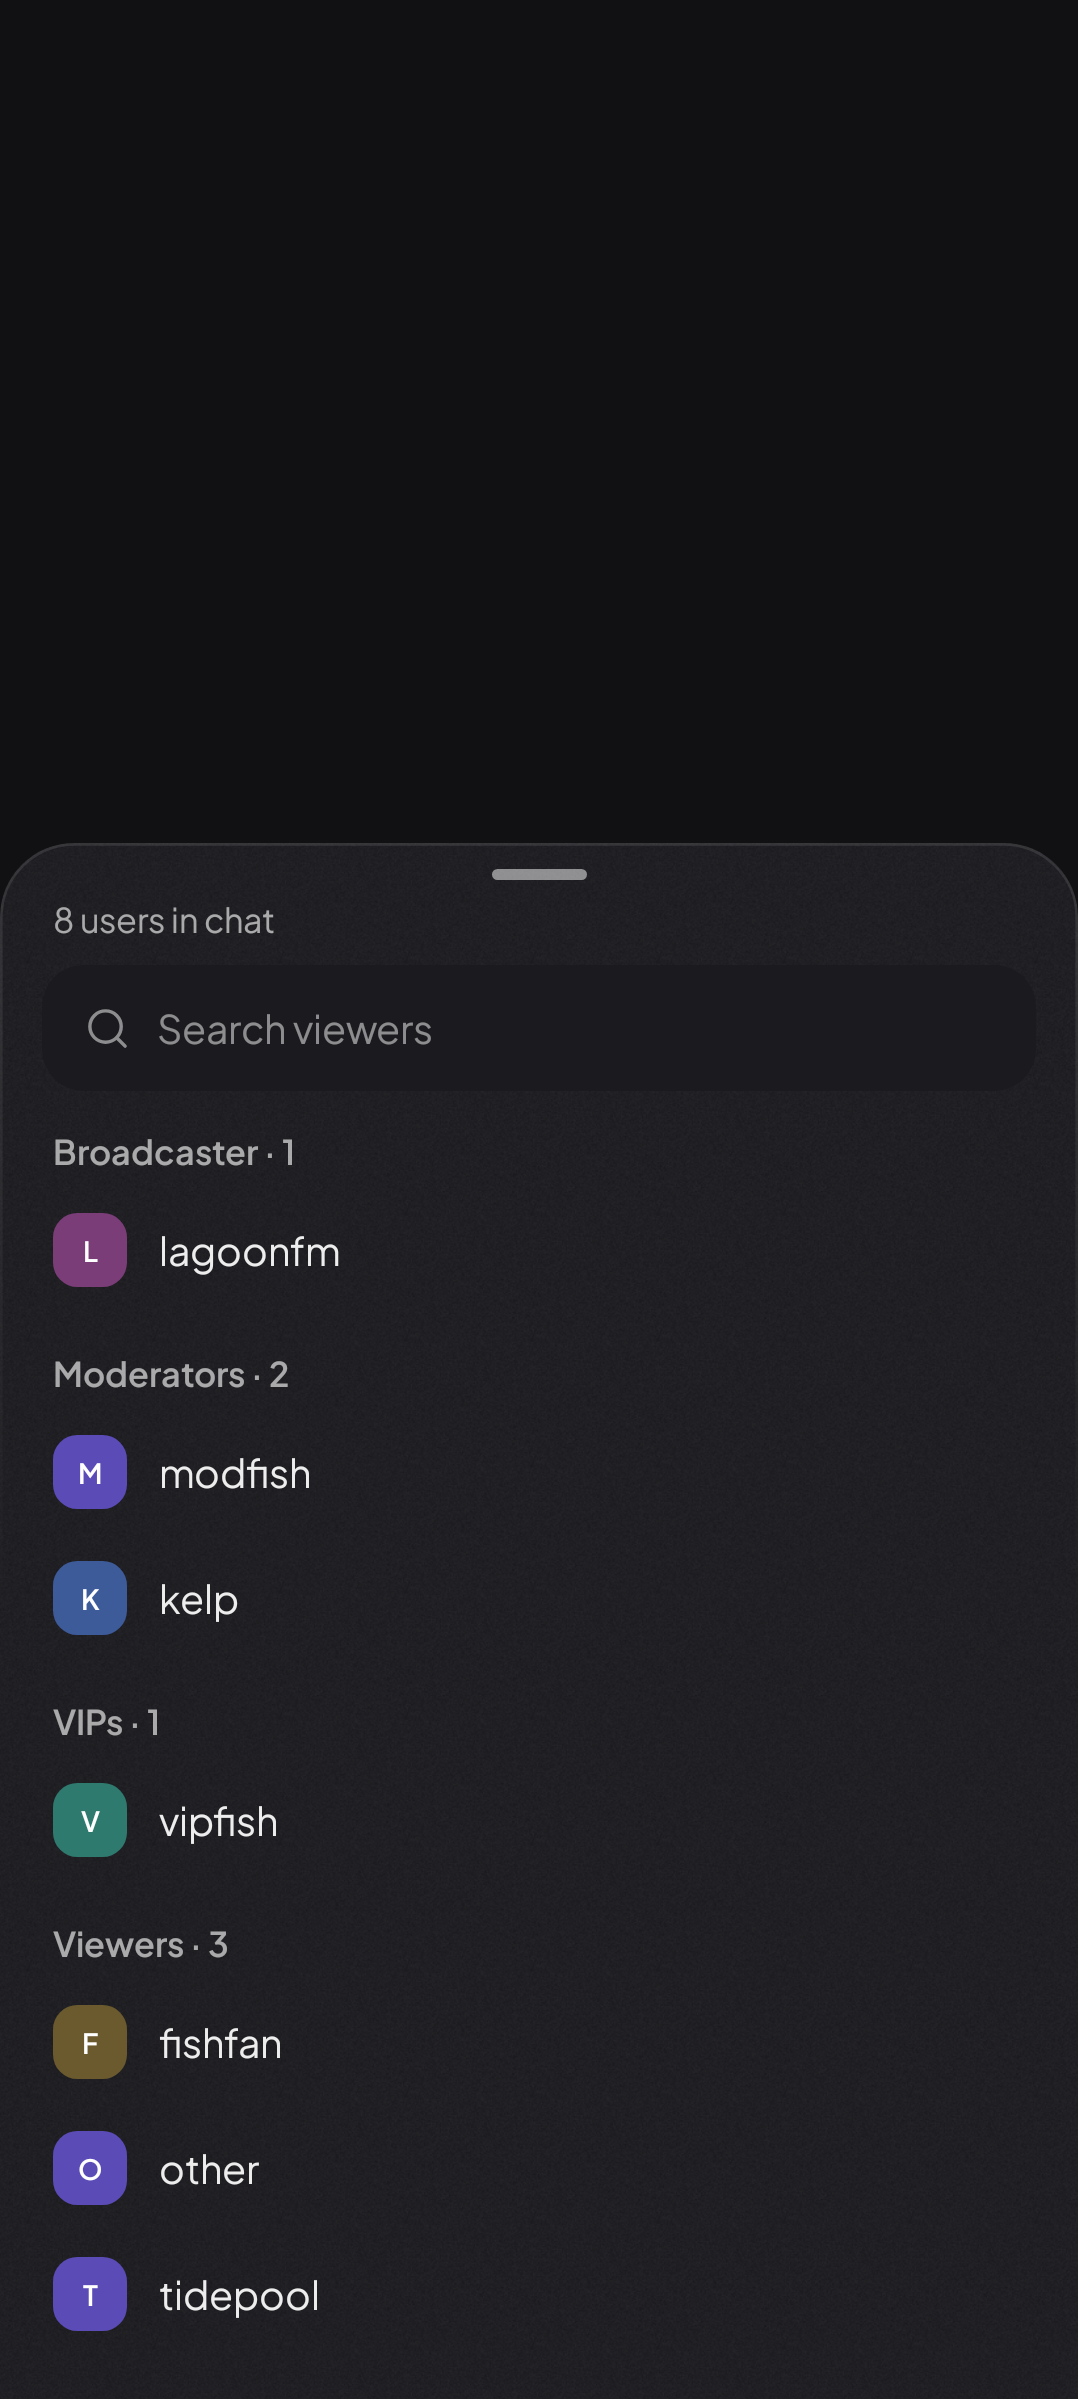 8 users in chat
Search viewers
Broadcaster · 1
L lagoonfm
Moderators · 2
M modfish
K kelp
VIPs · 1
V vipfish
Viewers · 3
F fishfan
O other
T tidepool